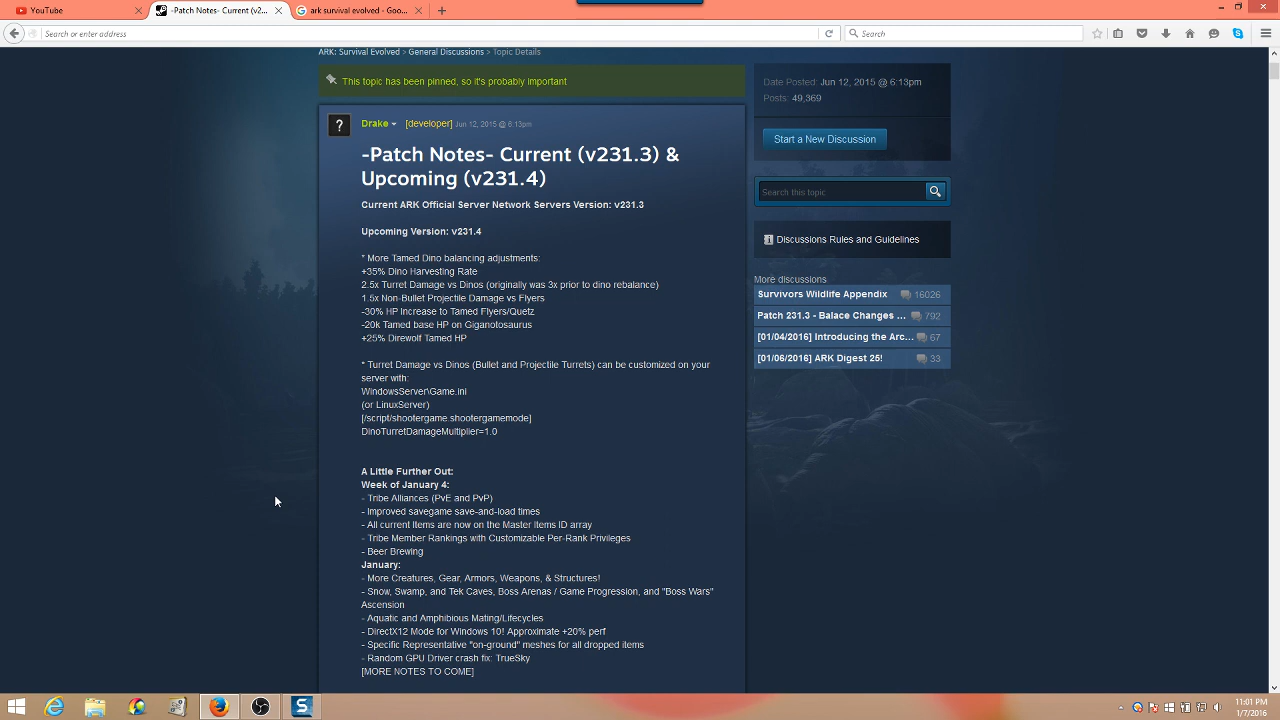 YouTube
-Patch Notes- Current (v2...
ark survival evolved - Goo...
Search or enter address
Search
ARK: Survival Evolved > General Discussions > Topic Details
This topic has been pinned, so it's probably important
Date Posted: Jun 12, 2015 @ 6:13pm
Posts: 49,369
Start a New Discussion
? Drake [developer] Jun 12, 2015 @ 6:13pm
-Patch Notes- Current (v231.3) &
Upcoming (v231.4)
Search this topic
Current ARK Official Server Network Servers Version: v231.3
Upcoming Version: v231.4
Discussions Rules and Guidelines
* More Tamed Dino balancing adjustments:
+35% Dino Harvesting Rate
2.5x Turret Damage vs Dinos (originally was 3x prior to dino rebalance)
1.5x Non-Bullet Projectile Damage vs Flyers
-30% HP Increase to Tamed Flyers/Quetz
-20k Tamed base HP on Giganotosaurus
+25% Direwolf Tamed HP
More discussions
Survivors Wildlife Appendix 16026
Patch 231.3 - Balace Changes ... 792
[01/04/2016] Introducing the Arc... 67
[01/06/2016] ARK Digest 25! 33
* Turret Damage vs Dinos (Bullet and Projectile Turrets) can be customized on your
server with:
WindowsServer\Game.ini
(or LinuxServer)
[/script/shootergame.shootergamemode]
DinoTurretDamageMultiplier=1.0
A Little Further Out:
Week of January 4:
- Tribe Alliances (PvE and PvP)
- Improved savegame save-and-load times
- All current Items are now on the Master Items ID array
- Tribe Member Rankings with Customizable Per-Rank Privileges
- Beer Brewing
January:
- More Creatures, Gear, Armors, Weapons, & Structures!
- Snow, Swamp, and Tek Caves, Boss Arenas / Game Progression, and "Boss Wars"
Ascension
- Aquatic and Amphibious Mating/Lifecycles
- DirectX12 Mode for Windows 10! Approximate +20% perf
- Specific Representative "on-ground" meshes for all dropped items
- Random GPU Driver crash fix: TrueSky
[MORE NOTES TO COME]
11:01 PM
1/7/2016